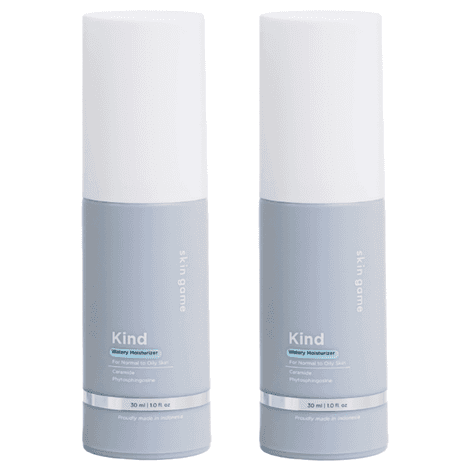 skin game
Kind
Watery Moisturizer
For Normal to Oily Skin
Ceramide
Phytosphingosine
30 ml | 1.0 fl. oz
Proudly made in Indonesia
skin game
Kind
Watery Moisturizer
For Normal to Oily Skin
Ceramide
Phytosphingosine
30 ml | 1.0 fl. oz
Proudly made in Indonesia